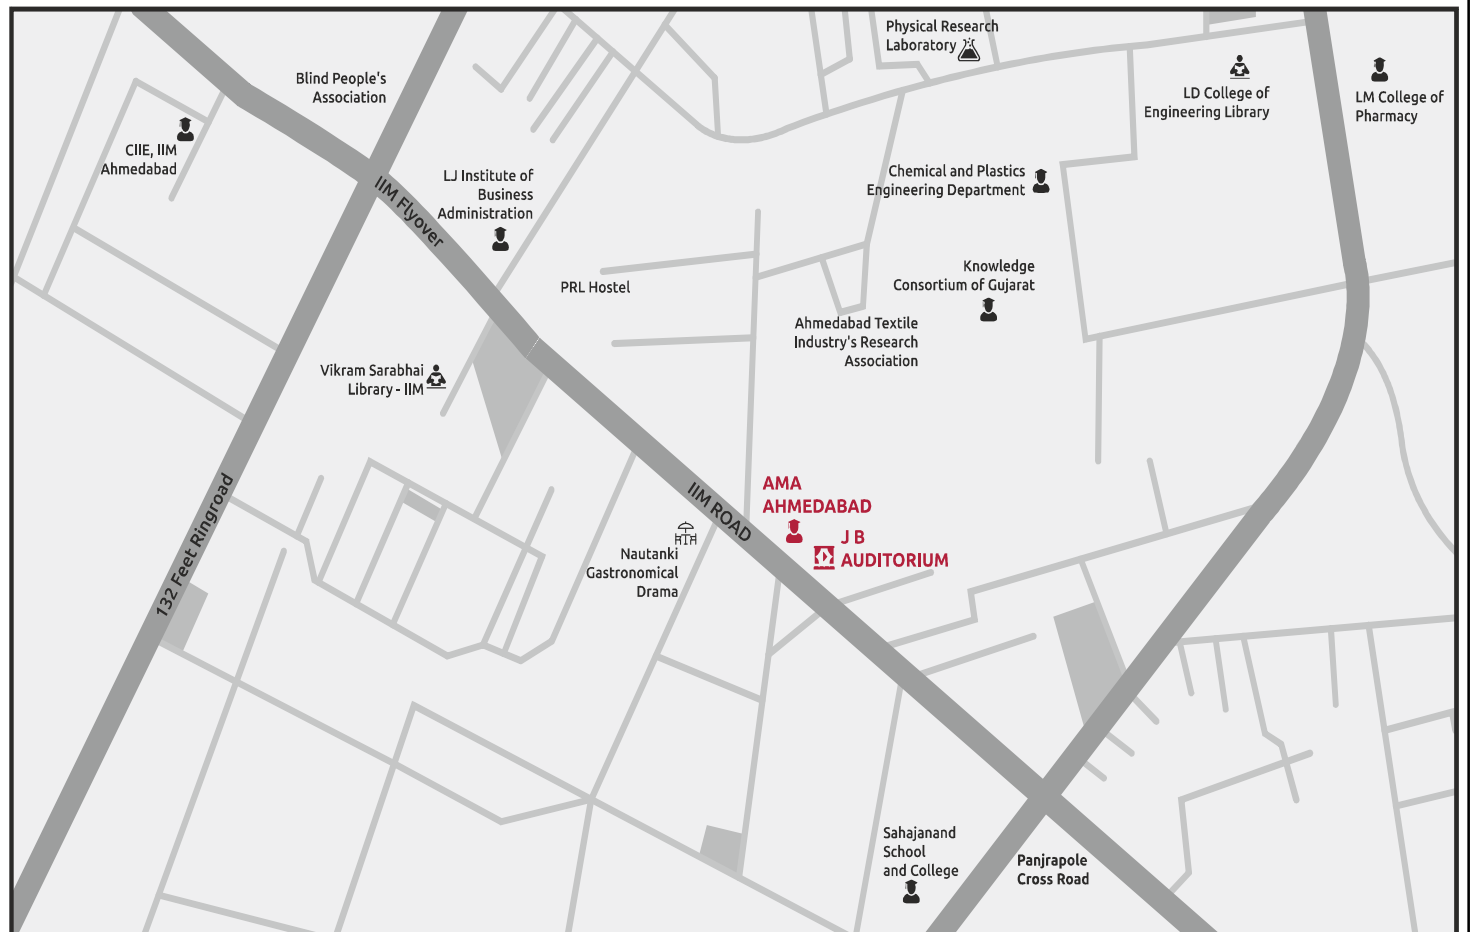 Physical Research
Laboratory
Blind People's
Association
LD College of
Engineering Library
LM College of
Pharmacy
CIIE, IIM
Ahmedabad
LJ Institute of
Business
Administration
Chemical and Plastics
Engineering Department
IIM Flyover
Knowledge
Consortium of Gujarat
PRL Hostel
Ahmedabad Textile
Industry's Research
Association
Vikram Sarabhai
Library - IIM
132 Feet Ringroad
IIM ROAD
AMA
AHMEDABAD
J B
AUDITORIUM
Nautanki
Gastronomical
Drama
Sahajanand
School
and College
Panjrapole
Cross Road